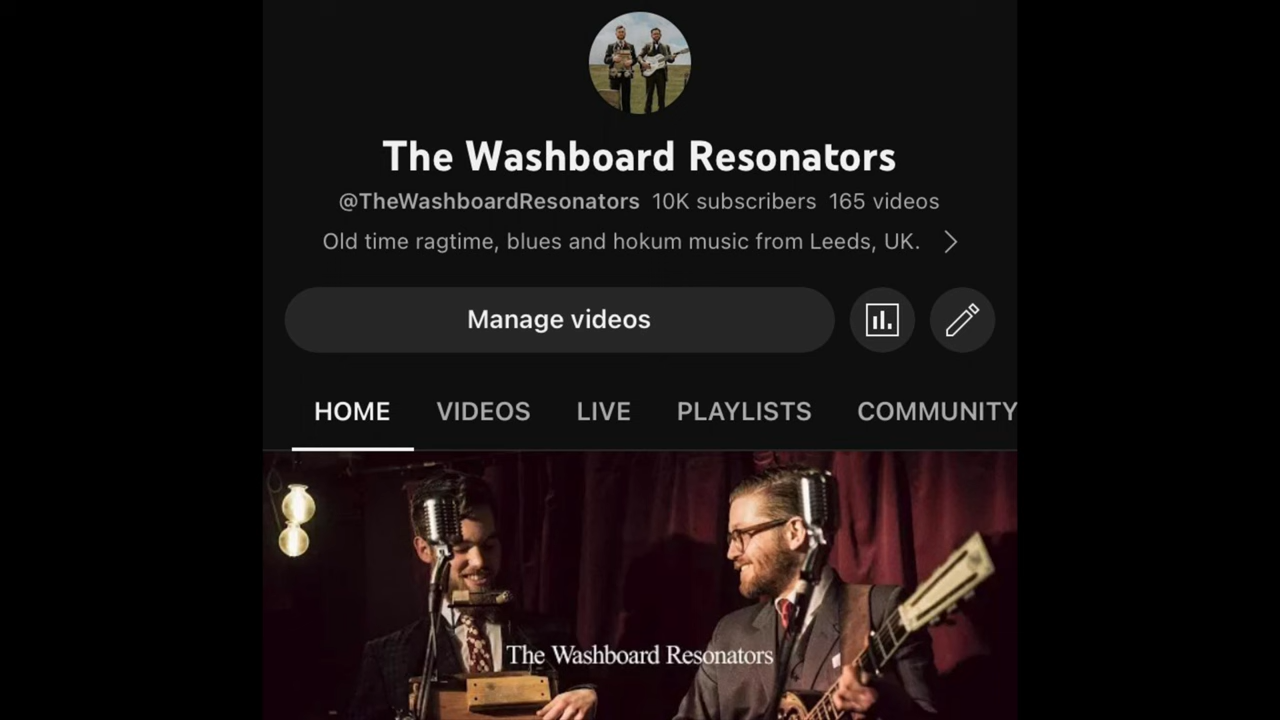 The Washboard Resonators
@TheWashboardResonators 10K subscribers 165 videos
Old time ragtime, blues and hokum music from Leeds, UK.
Manage videos
HOME VIDEOS LIVE PLAYLISTS COMMUNITY
The Washboard Resonators